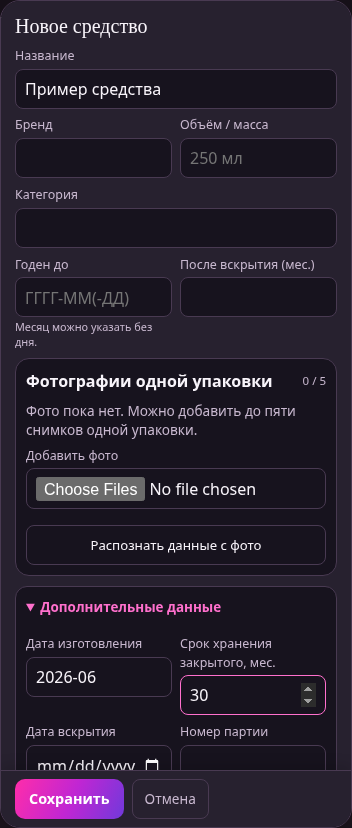 Новое средство
Название
Пример средства
Бренд
Объём / масса
250 мл
Категория
Годен до
После вскрытия (мес.)
ГГГГ-ММ(-ДД)
Месяц можно указать без
дня.
Фотографии одной упаковки
0 / 5
Фото пока нет. Можно добавить до пяти
снимков одной упаковки.
Добавить фото
Choose Files No file chosen
Распознать данные с фото
▼ Дополнительные данные
Дата изготовления
Срок хранения
закрытого, мес.
2026-06
30
Дата вскрытия
Номер партии
mm/dd/yyyy
Сохранить
Отмена